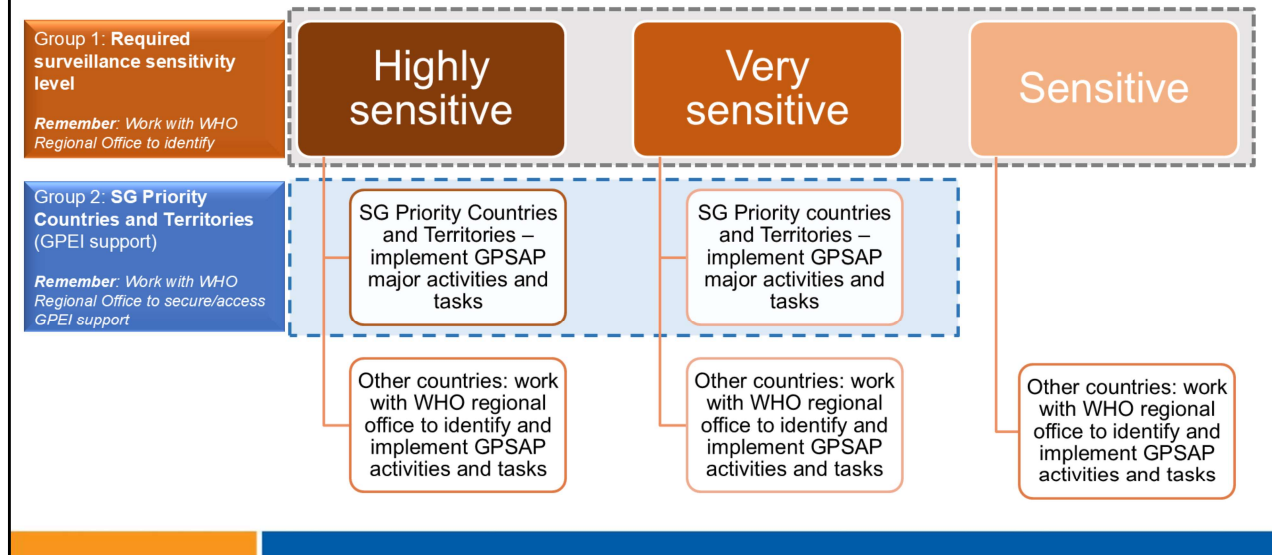 Group 1: Required
surveillance sensitivity
level
Remember: Work with WHO
Regional Office to identify
Highly
sensitive
Very
sensitive
Sensitive
Group 2: SG Priority
Countries and Territories
(GPEI support)
Remember: Work with WHO
Regional Office to secure/access
GPEI support
SG Priority Countries
and Territories –
implement GPSAP
major activities and
tasks
SG Priority countries
and Territories –
implement GPSAP
major activities and
tasks
Other countries: work
with WHO regional
office to identify and
implement GPSAP
activities and tasks
Other countries: work
with WHO regional
office to identify and
implement GPSAP
activities and tasks
Other countries: work
with WHO regional
office to identify and
implement GPSAP
activities and tasks